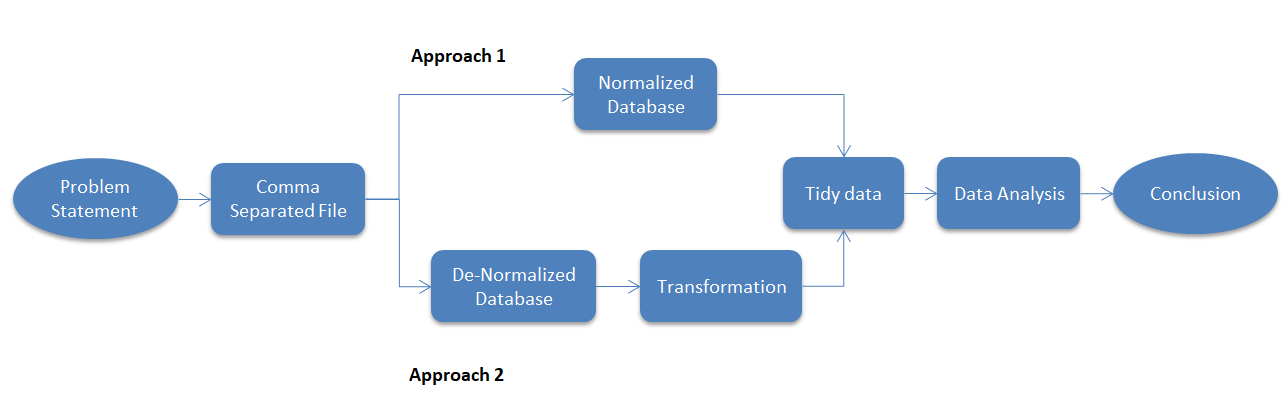 Approach 1
Normalized
Database
Problem
Statement
Comma
Separated File
Tidy data
Data Analysis
Conclusion
De-Normalized
Database
Transformation
Approach 2